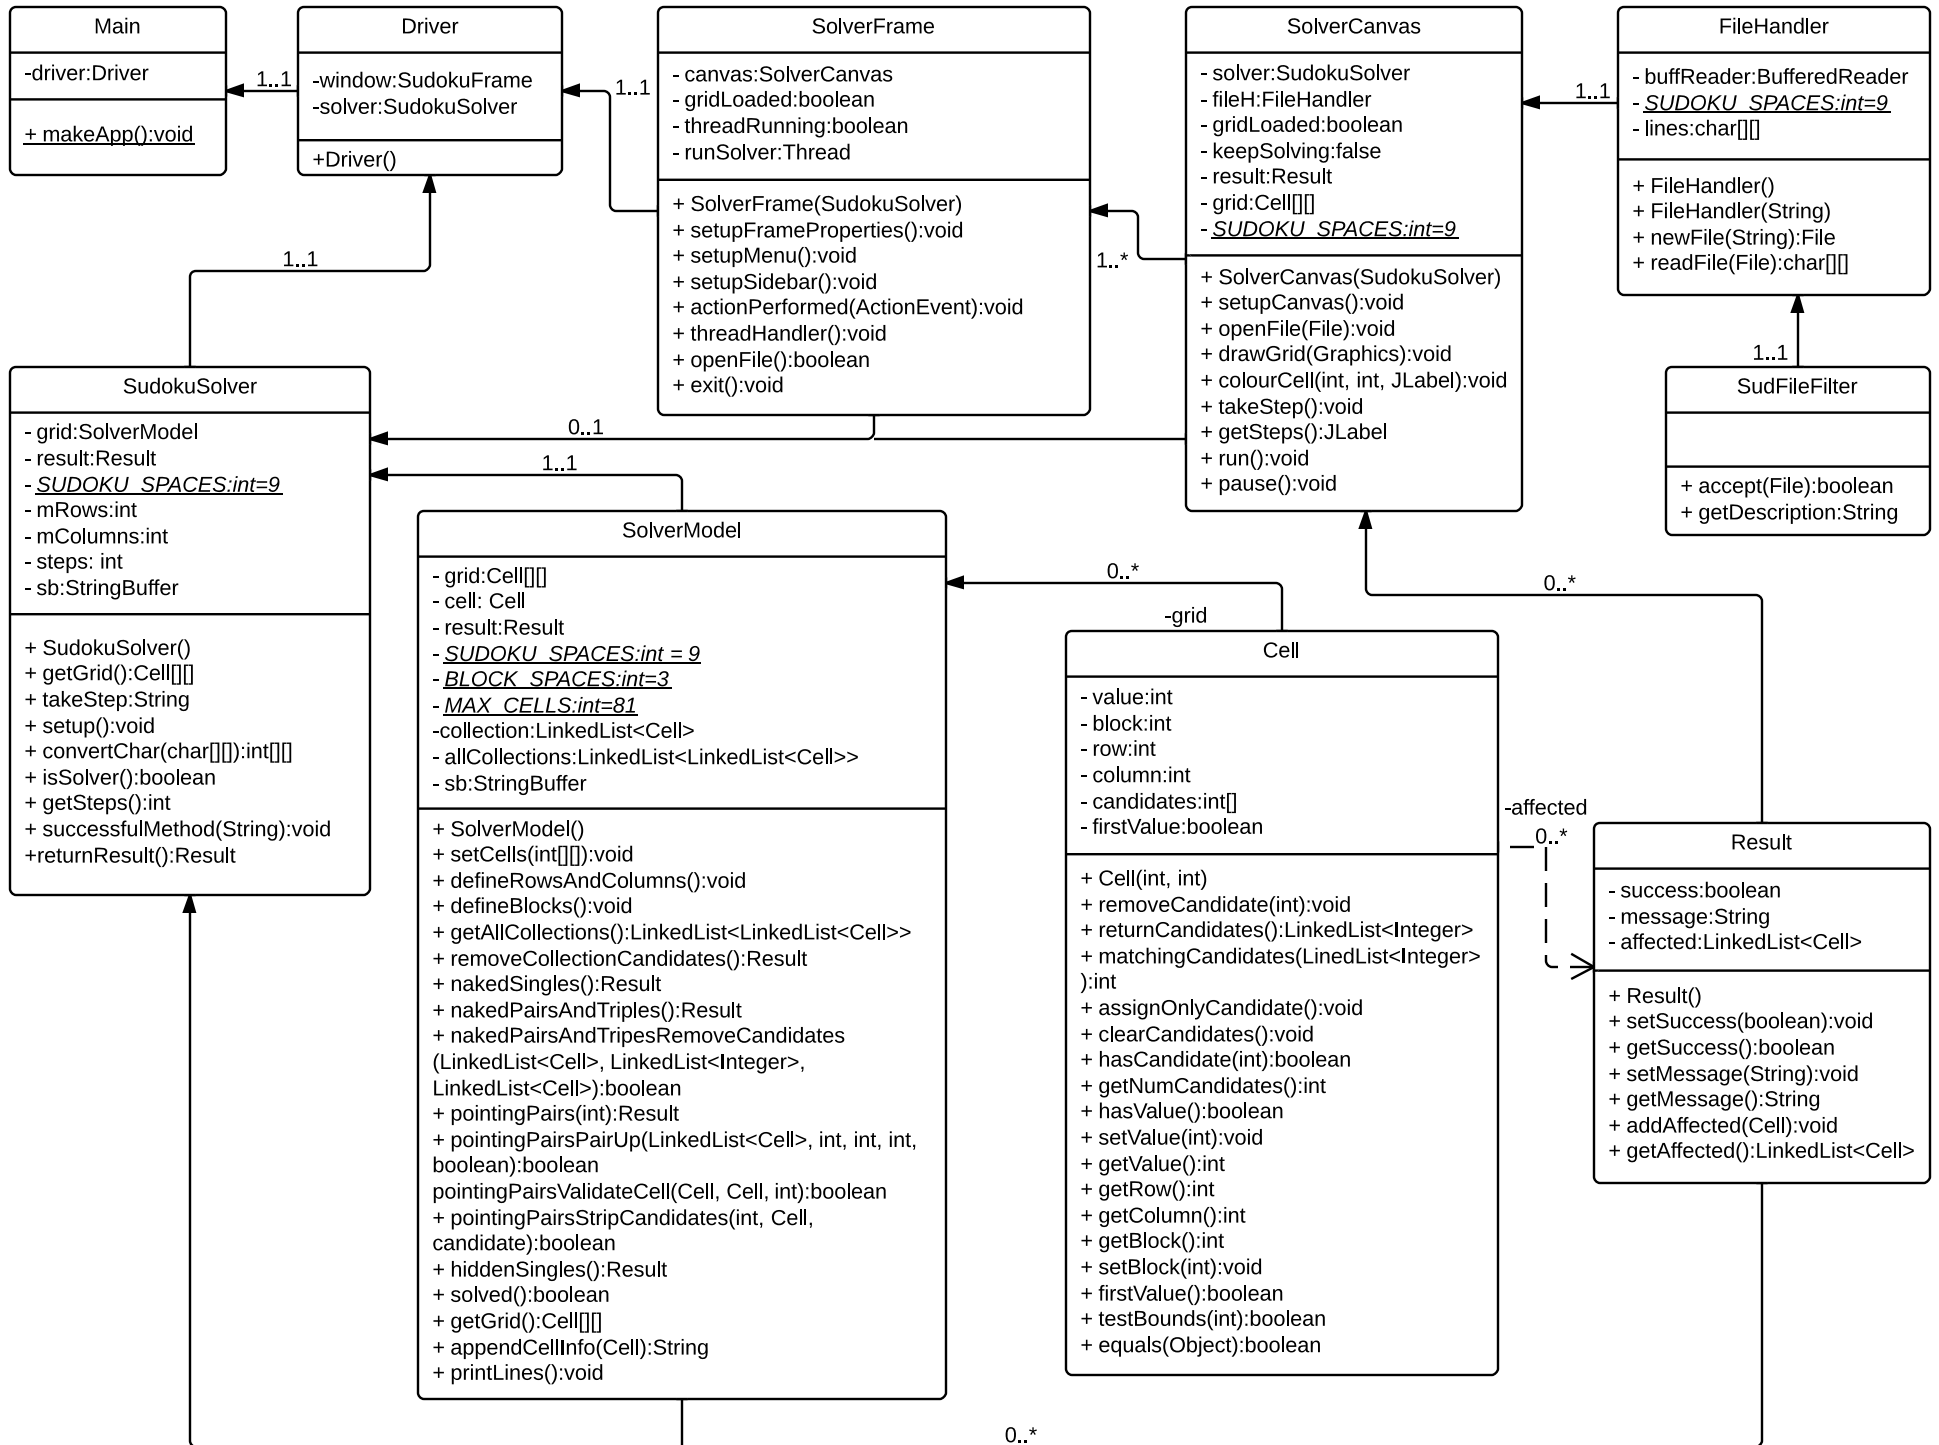 Main
-driver:Driver
+ makeApp():void
1..1
Driver
-window:SudokuFrame
-solver:SudokuSolver
+Driver()
1..1
SolverFrame
- canvas:SolverCanvas
- gridLoaded:boolean
- threadRunning:boolean
- runSolver:Thread
+ SolverFrame(SudokuSolver)
+ setupFrameProperties():void
+ setupMenu():void
+ setupSidebar():void
+ actionPerformed(ActionEvent):void
+ threadHandler():void
+ openFile():boolean
+ exit():void
1..*
SolverCanvas
- solver:SudokuSolver
- fileH:FileHandler
- gridLoaded:boolean
- keepSolving:false
- result:Result
- grid:Cell[][]
- SUDOKU_SPACES:int=9
+ SolverCanvas(SudokuSolver)
+ setupCanvas():void
+ openFile(File):void
+ drawGrid(Graphics):void
+ colourCell(int, int, JLabel):void
+ takeStep():void
+ getSteps():JLabel
+ run():void
+ pause():void
1..1
FileHandler
- buffReader:BufferedReader
- SUDOKU_SPACES:int=9
- lines:char[][]
+ FileHandler()
+ FileHandler(String)
+ newFile(String):File
+ readFile(File):char[][]
1..1
SudFileFilter
+ accept(File):boolean
+ getDescription:String
1..1
SudokuSolver
- grid:SolverModel
- result:Result
- SUDOKU_SPACES:int=9
- mRows:int
- mColumns:int
- steps: int
- sb:StringBuffer
+ SudokuSolver()
+ getGrid():Cell[][]
+ takeStep:String
+ setup():void
+ convertChar(char[][]):int[][]
+ isSolver():boolean
+ getSteps():int
+ successfulMethod(String):void
+returnResult():Result
0..1
1..1
SolverModel
- grid:Cell[][]
- cell: Cell
- result:Result
- SUDOKU_SPACES:int = 9
- BLOCK_SPACES:int=3
- MAX_CELLS:int=81
-collection:LinkedList<Cell>
- allCollections:LinkedList<LinkedList<Cell>>
- sb:StringBuffer
+ SolverModel()
+ setCells(int[][]):void
+ defineRowsAndColumns():void
+ defineBlocks():void
+ getAllCollections():LinkedList<LinkedList<Cell>>
+ removeCollectionCandidates():Result
+ nakedSingles():Result
+ nakedPairsAndTriples():Result
+ nakedPairsAndTripesRemoveCandidates
(LinkedList<Cell>, LinkedList<Integer>,
LinkedList<Cell>):boolean
+ pointingPairs(int):Result
+ pointingPairsPairUp(LinkedList<Cell>, int, int, int,
boolean):boolean
pointingPairsValidateCell(Cell, Cell, int):boolean
+ pointingPairsStripCandidates(int, Cell,
candidate):boolean
+ hiddenSingles():Result
+ solved():boolean
+ getGrid():Cell[][]
+ appendCellInfo(Cell):String
+ printLines():void
0..*
-grid
Cell
- value:int
- block:int
- row:int
- column:int
- candidates:int[]
- firstValue:boolean
+ Cell(int, int)
+ removeCandidate(int):void
+ returnCandidates():LinkedList<Integer>
+ matchingCandidates(LinedList<Integer>
):int
+ assignOnlyCandidate():void
+ clearCandidates():void
+ hasCandidate(int):boolean
+ getNumCandidates():int
+ hasValue():boolean
+ setValue(int):void
+ getValue():int
+ getRow():int
+ getColumn():int
+ getBlock():int
+ setBlock(int):void
+ firstValue():boolean
+ testBounds(int):boolean
+ equals(Object):boolean
0..*
-affected
0..*
Result
- success:boolean
- message:String
- affected:LinkedList<Cell>
+ Result()
+ setSuccess(boolean):void
+ getSuccess():boolean
+ setMessage(String):void
+ getMessage():String
+ addAffected(Cell):void
+ getAffected():LinkedList<Cell>
0..*